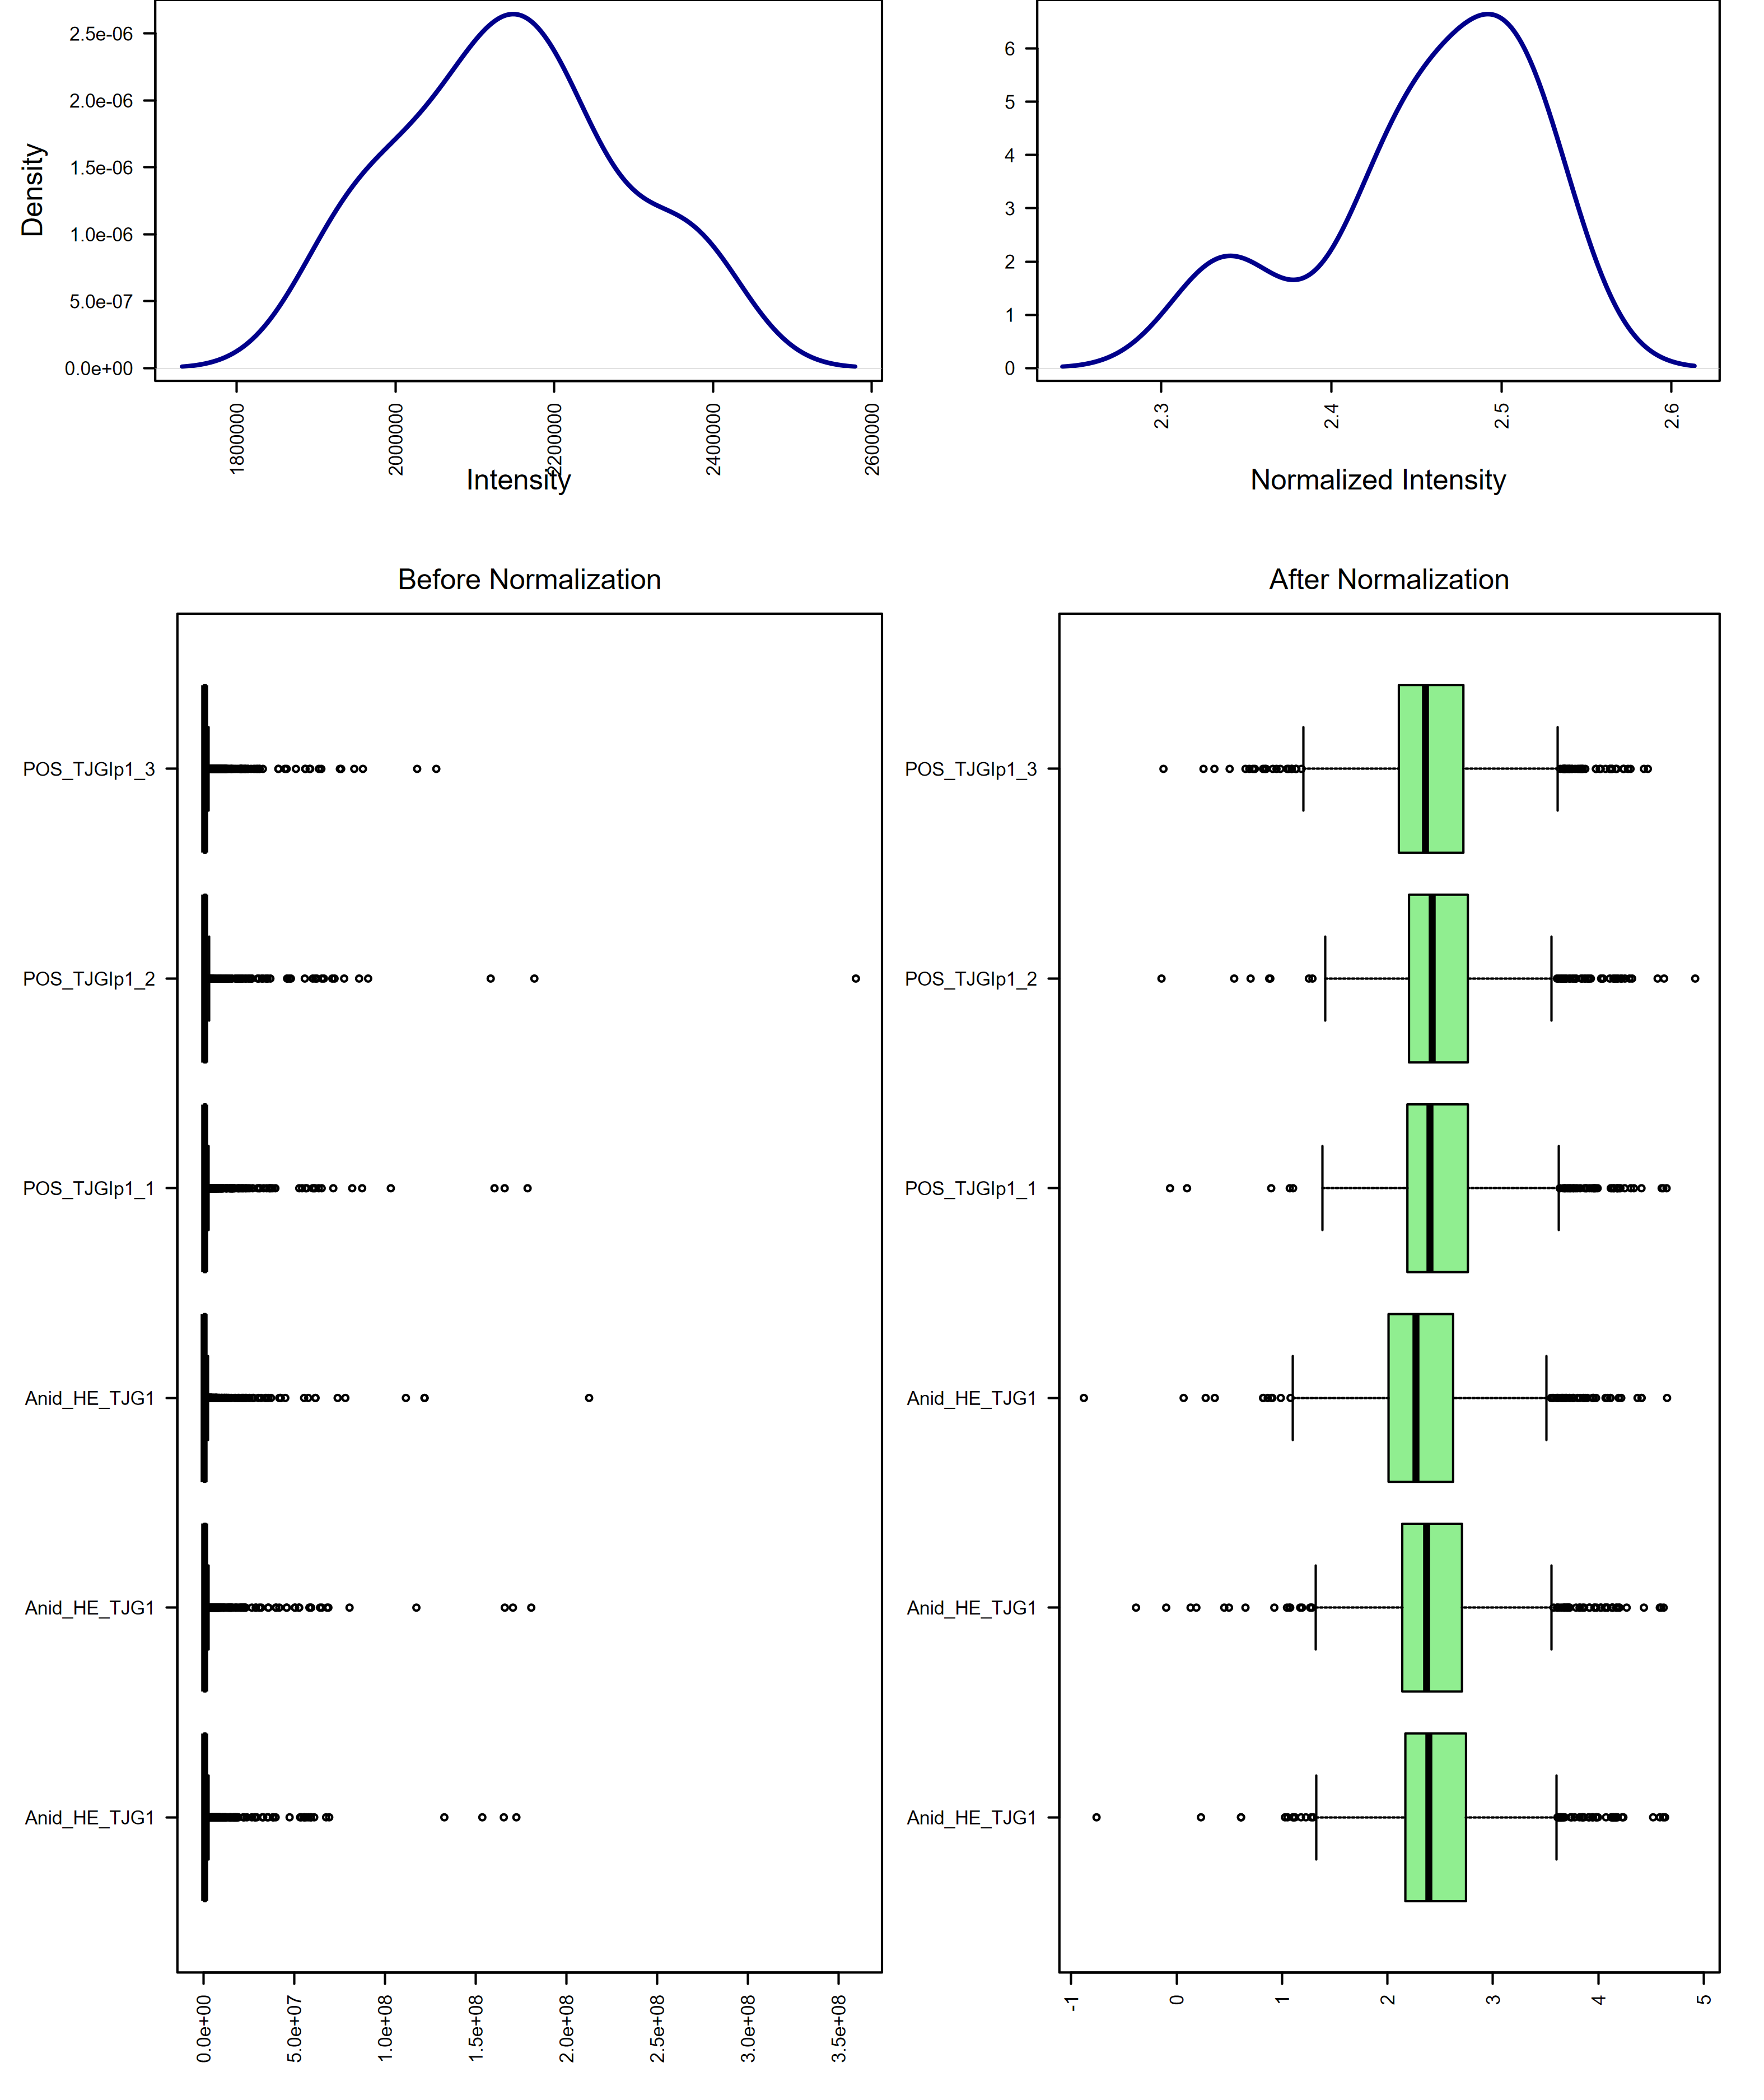 Density
2.5e-06
2.0e-06
1.5e-06
1.0e-06
5.0e-07
0.0e+00
1800000
2000000
2200000
2400000
2600000
Intensity
6
5
4
3
2
1
0
2.3
2.4
2.5
2.6
Normalized Intensity
Before Normalization
POS_TJGIp1_3
POS_TJGIp1_2
POS_TJGIp1_1
Anid_HE_TJG1
Anid_HE_TJG1
Anid_HE_TJG1
0.0e+00
5.0e+07
1.0e+08
1.5e+08
2.0e+08
2.5e+08
3.0e+08
3.5e+08
After Normalization
POS_TJGIp1_3
POS_TJGIp1_2
POS_TJGIp1_1
Anid_HE_TJG1
Anid_HE_TJG1
Anid_HE_TJG1
-1
0
1
2
3
4
5